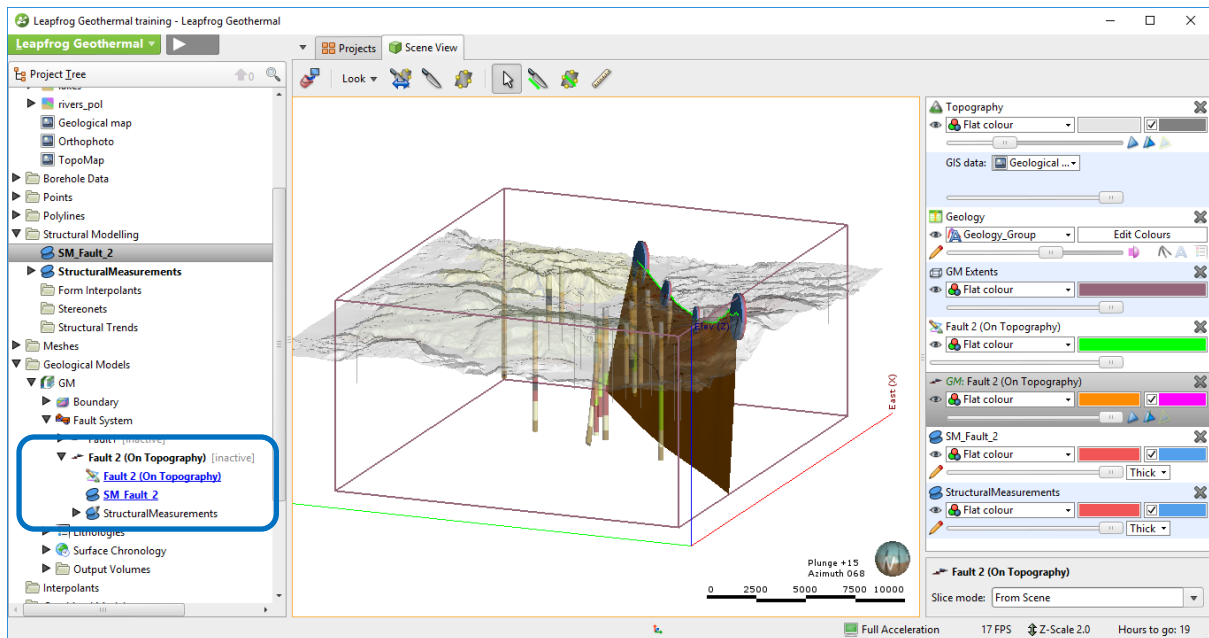 Leapfrog Geothermal training - Leapfrog Geothermal
Leapfrog Geothermal
Projects
Scene View
Project Tree
0
Look
lakes
rivers_pol
Geological map
Orthophoto
TopoMap
Borehole Data
Points
Polylines
Structural Modelling
SM_Fault_2
StructuralMeasurements
Form Interpolants
Stereonets
Structural Trends
Meshes
Geological Models
GM
Boundary
Fault System
Fault1 [inactive]
Fault 2 (On Topography) [inactive]
Fault 2 (On Topography)
SM_Fault_2
StructuralMeasurements
Lithologies
Surface Chronology
Output Volumes
Interpolants
Elev (Z)
East (X)
Plunge +15
Azimuth 068
0 2500 5000 7500 10000
Topography
Flat colour
GIS data: Geological ...
Geology
Geology_Group
Edit Colours
GM Extents
Flat colour
Fault 2 (On Topography)
Flat colour
GM: Fault 2 (On Topography)
Flat colour
SM_Fault_2
Flat colour
Thick
StructuralMeasurements
Flat colour
Thick
Fault 2 (On Topography)
Slice mode: From Scene
Full Acceleration
17 FPS
Z-Scale 2.0
Hours to go: 19